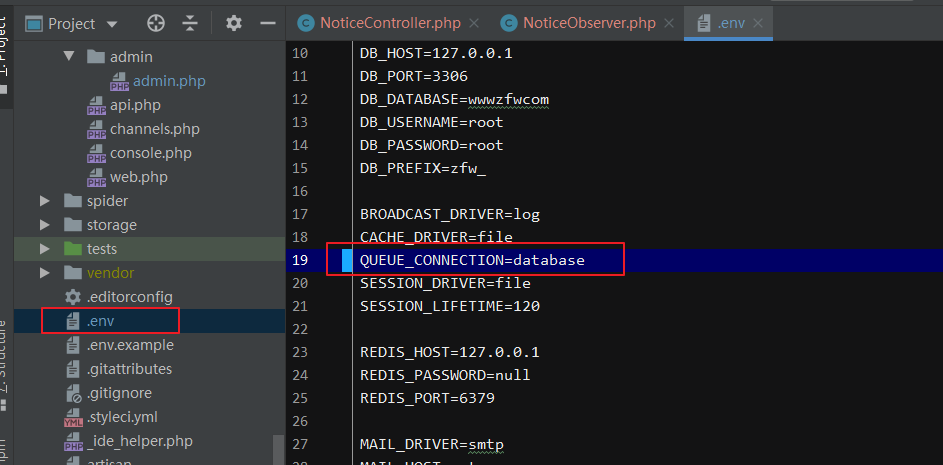 1: Project
Project
NoticeController.php
NoticeObserver.php
.env
admin
admin.php
api.php
channels.php
console.php
web.php
spider
storage
tests
vendor
.editorconfig
.env
.env.example
.gitattributes
.gitignore
.styleci.yml
_ide_helper.php
artisan
7: Structure
npm
10 DB_HOST=127.0.0.1
11 DB_PORT=3306
12 DB_DATABASE=wwwzfwcom
13 DB_USERNAME=root
14 DB_PASSWORD=root
15 DB_PREFIX=zfw_
16
17 BROADCAST_DRIVER=log
18 CACHE_DRIVER=file
19 QUEUE_CONNECTION=database
20 SESSION_DRIVER=file
21 SESSION_LIFETIME=120
22
23 REDIS_HOST=127.0.0.1
24 REDIS_PASSWORD=null
25 REDIS_PORT=6379
26
27 MAIL_DRIVER=smtp